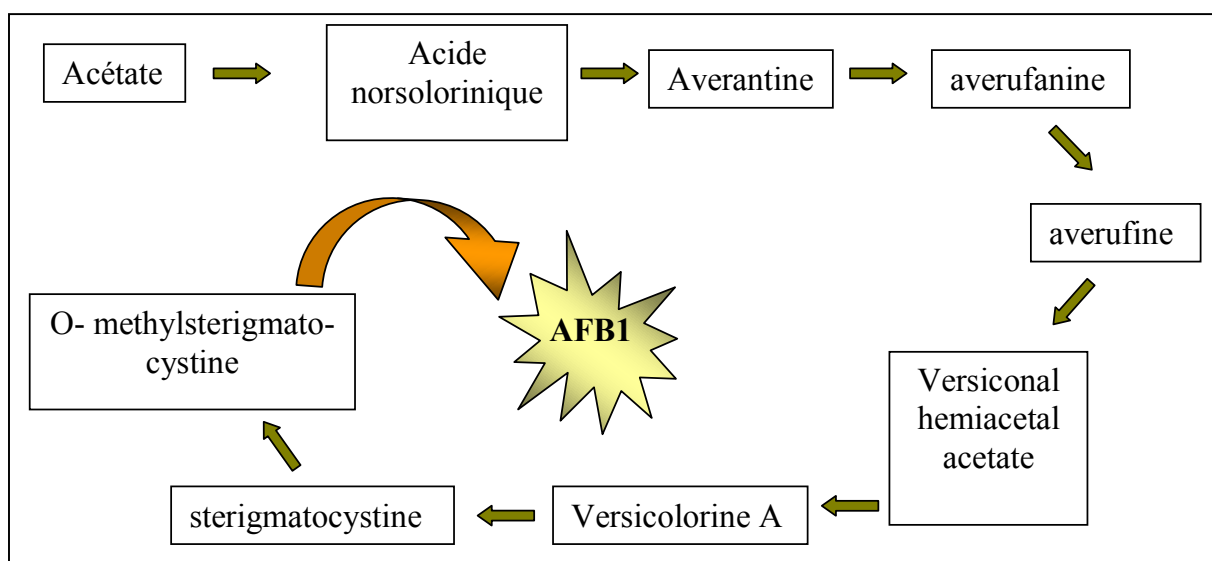 Acétate
Acide
norsolorinique
Averantine
averufanine
averufine
Versiconal
hemiacetal
acetate
Versicolorine A
sterigmatocystine
O- methylsterigmato-
cystine
AFB1